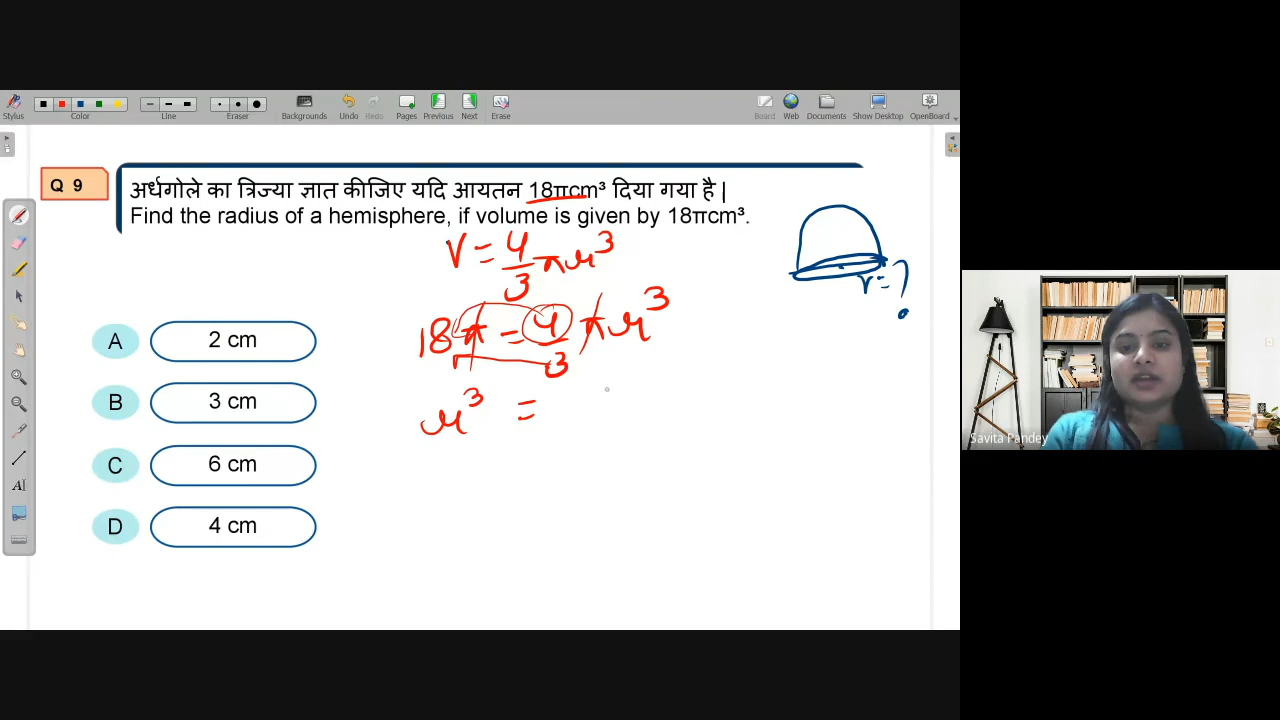 Stylus
Color
Line
Eraser
Backgrounds
Undo
Redo
Pages
Previous
Next
Erase
Board
Web
Documents
Show Desktop
OpenBoard
Q 9
अर्धगोले का त्रिज्या ज्ञात कीजिए यदि आयतन 18πcm³ दिया गया है |
Find the radius of a hemisphere, if volume is given by 18πcm³.
V = 4/3 πr³
r = ?
18π = 4/3 πr³
r³ =
A 2 cm
B 3 cm
C 6 cm
D 4 cm
Savita Pandey